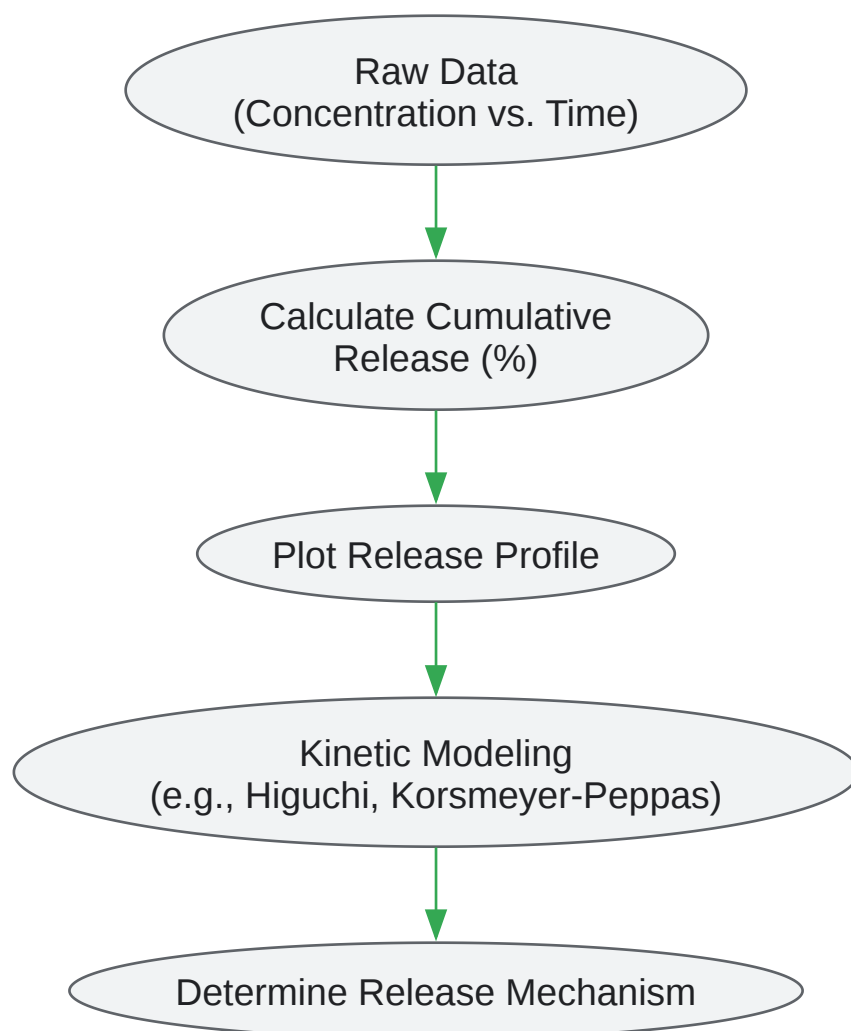 Raw Data
(Concentration vs. Time)
Calculate Cumulative
Release (%)
Plot Release Profile
Kinetic Modeling
(e.g., Higuchi, Korsmeyer-Peppas)
Determine Release Mechanism